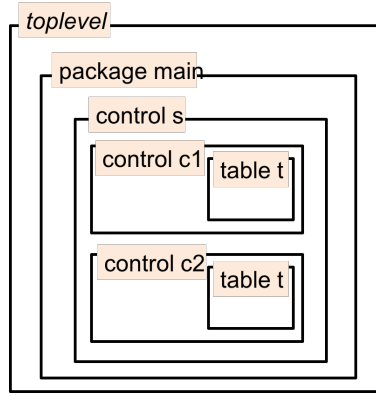 toplevel
package main
control s
control c1
table t
control c2
table t